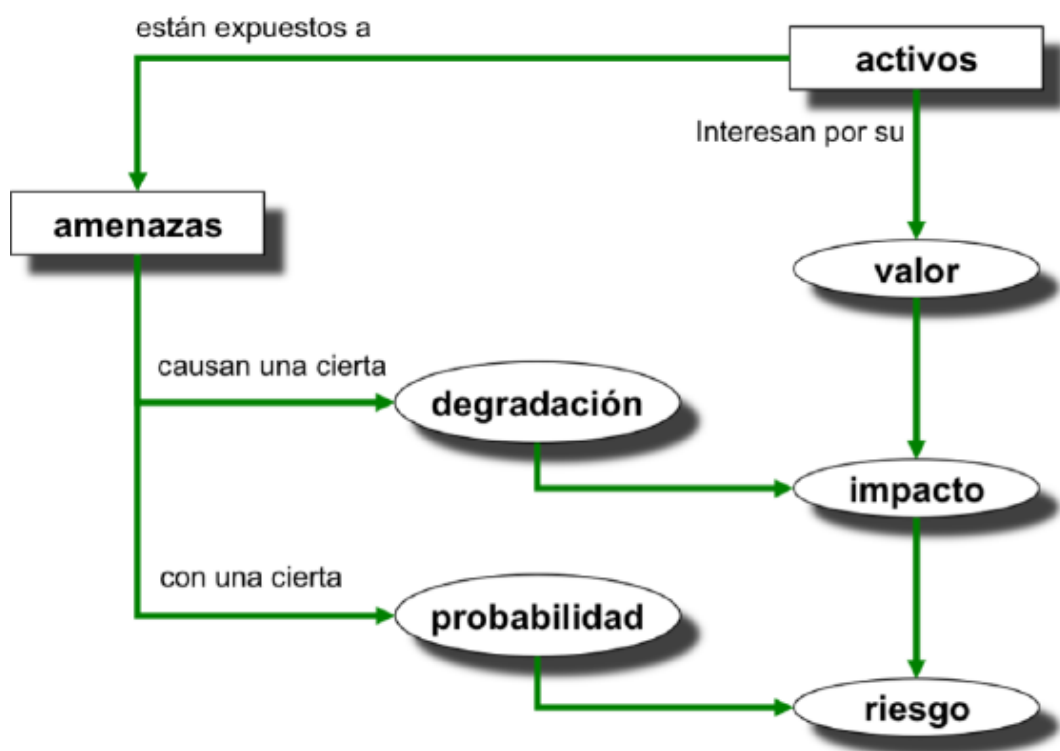 están expuestos a
activos
Interesan por su
amenazas
valor
causan una cierta
degradación
impacto
con una cierta
probabilidad
riesgo